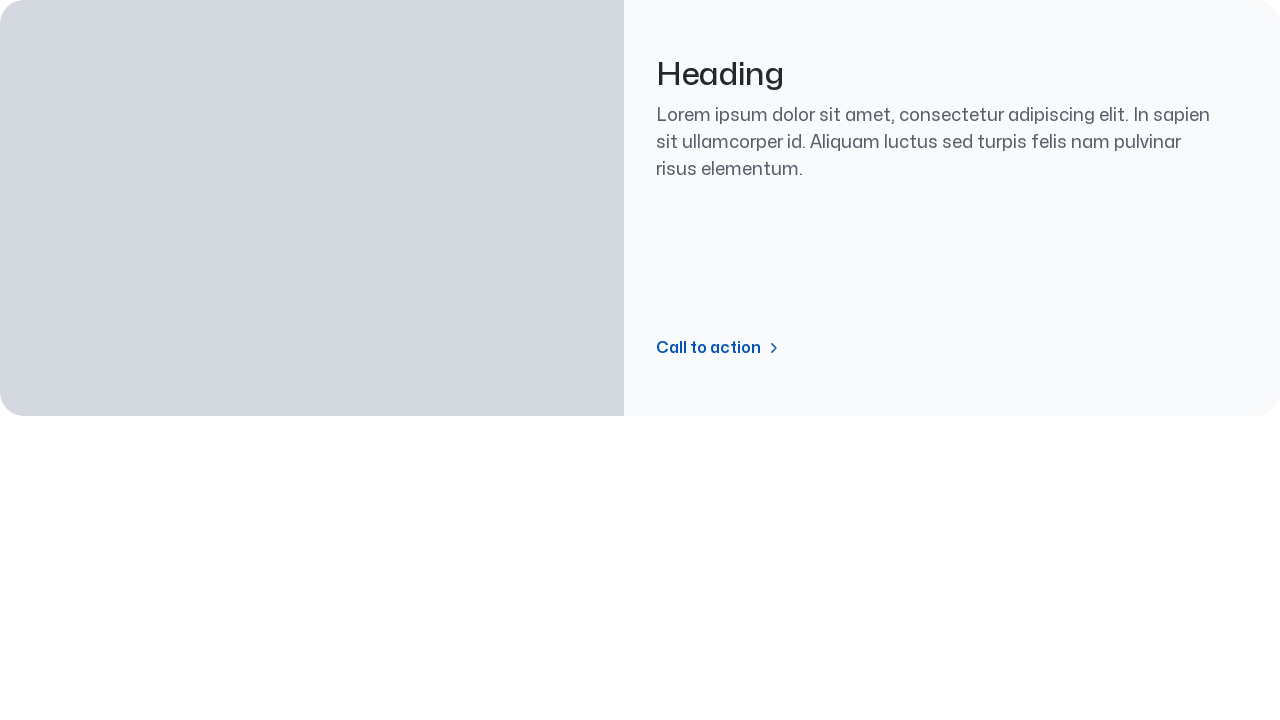 Heading
Lorem ipsum dolor sit amet, consectetur adipiscing elit. In sapien
sit ullamcorper id. Aliquam luctus sed turpis felis nam pulvinar
risus elementum.
Call to action